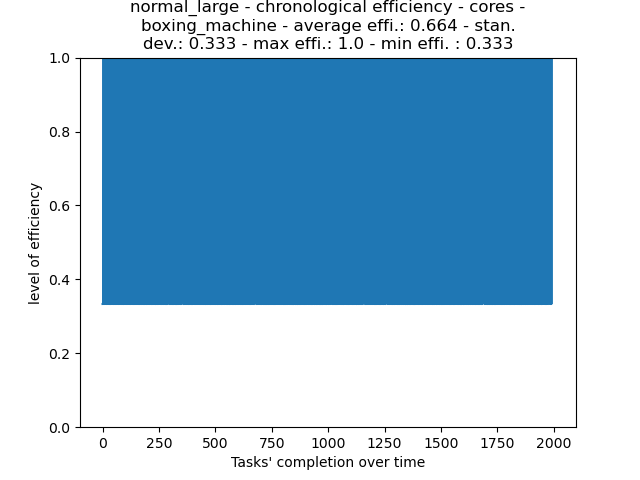 normal_large - chronological efficiency - cores -
boxing_machine - average effi.: 0.664 - stan.
dev.: 0.333 - max effi.: 1.0 - min effi. : 0.333
1.0
0.8
0.6
0.4
0.2
0.0
level of efficiency
0 250 500 750 1000 1250 1500 1750 2000
Tasks' completion over time